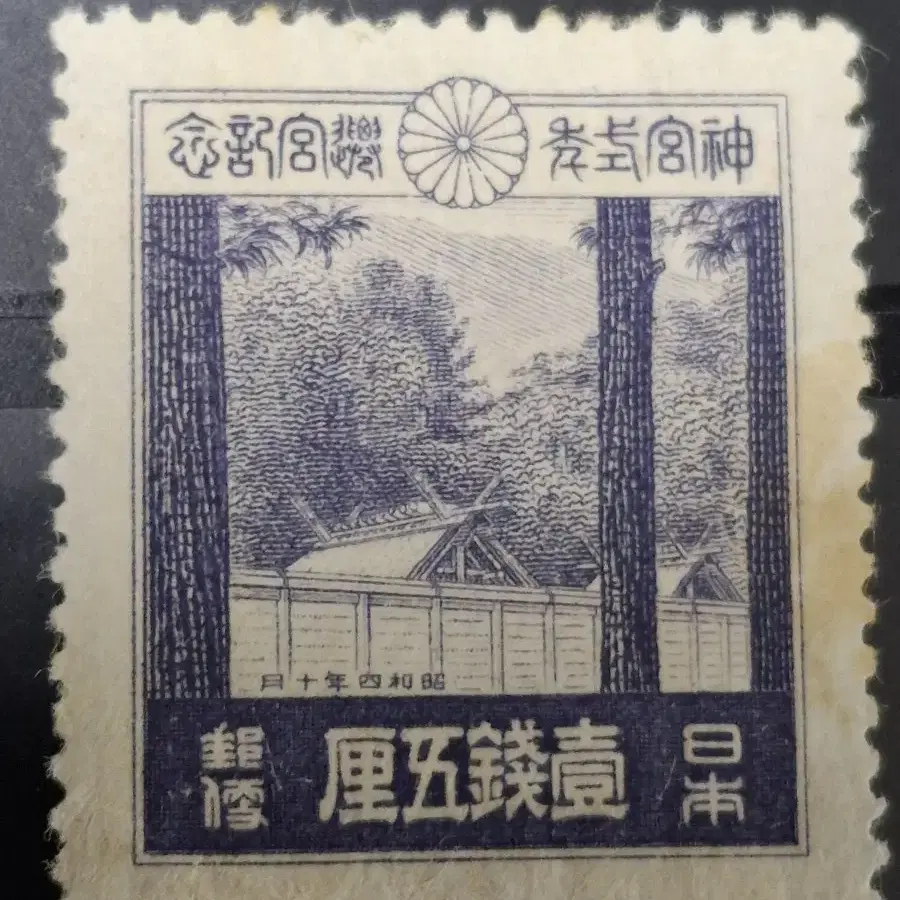 神宮式年遷宮記念
昭和四年十月
日本
壹錢五厘
郵便